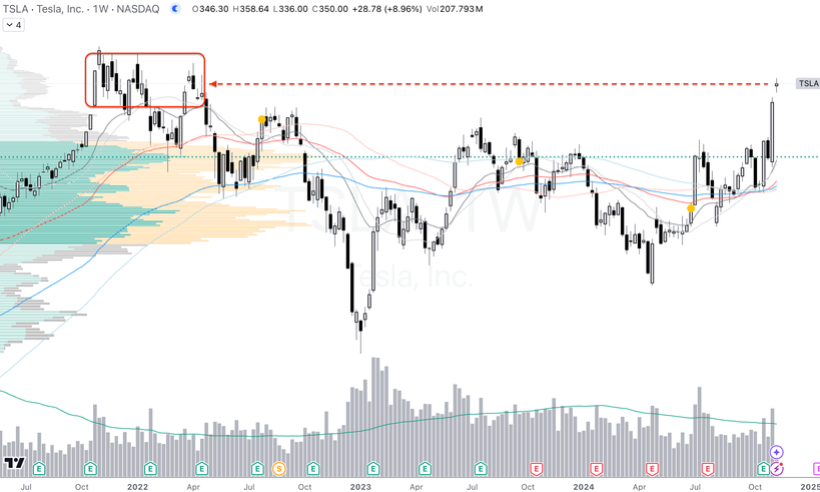 TSLA · Tesla, Inc. · 1W · NASDAQ O346.30 H358.64 L336.00 C350.00 +28.78 (+8.96%) Vol207.793M
4
TSLA
TSLA, 1W
Tesla, Inc.
E E E E E S E E E E E E E E E
Jul Oct 2022 Apr Jul Oct 2023 Apr Jul Oct 2024 Apr Jul Oct 2025